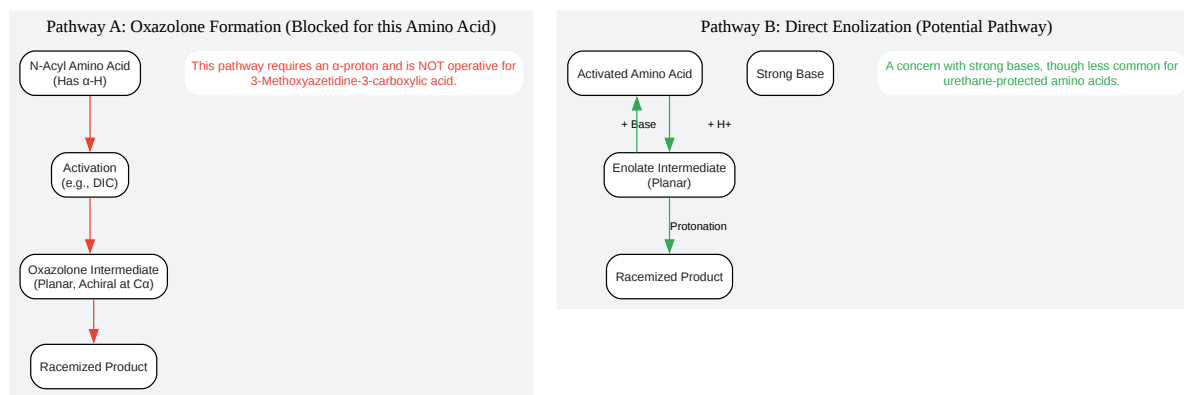 Pathway A: Oxazolone Formation (Blocked for this Amino Acid)
N-Acyl Amino Acid
(Has α-H)
This pathway requires an α-proton and is NOT operative for
3-Methoxyazetidine-3-carboxylic acid.
Activation
(e.g., DIC)
Oxazolone Intermediate
(Planar, Achiral at Cα)
Racemized Product
Pathway B: Direct Enolization (Potential Pathway)
Activated Amino Acid
Strong Base
A concern with strong bases, though less common for
urethane-protected amino acids.
+ Base
+ H+
Enolate Intermediate
(Planar)
Protonation
Racemized Product